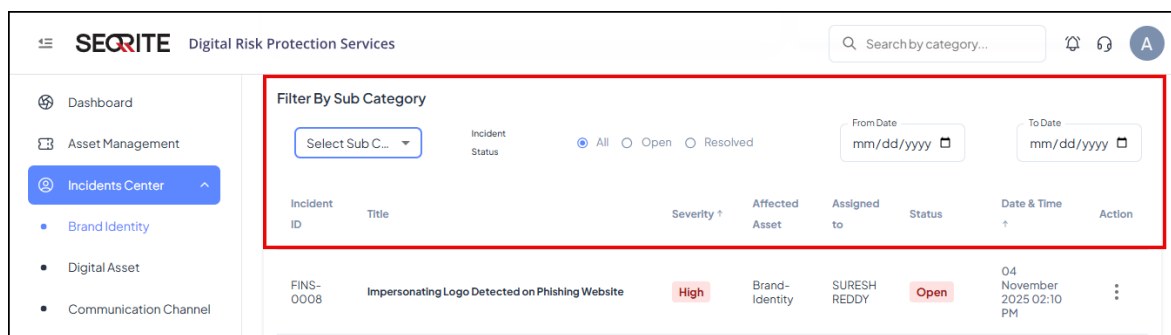 SEQRITE Digital Risk Protection Services
Search by category...
A
Dashboard
Asset Management
Incidents Center
Brand Identity
Digital Asset
Communication Channel
Filter By Sub Category
Select Sub C...
Incident
Status
All
Open
Resolved
From Date
mm/dd/yyyy
To Date
mm/dd/yyyy
Incident
ID
Title
Severity ↑
Affected
Asset
Assigned
to
Status
Date & Time
↑
Action
FINS-
0008
Impersonating Logo Detected on Phishing Website
High
Brand-
Identity
SURESH
REDDY
Open
04
November
2025 02:10
PM